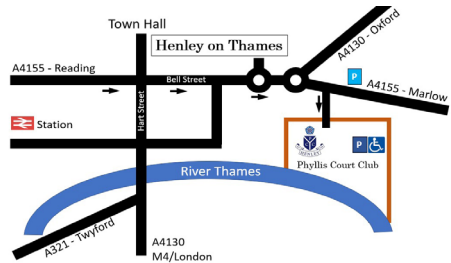 Town Hall
Henley on Thames
A4130 - Oxford
A4155 - Reading
Bell Street
P
A4155 - Marlow
Hart Street
Station
P
HENLEY
Phyllis Court Club
River Thames
A321 - Twyford
A4130
M4/London